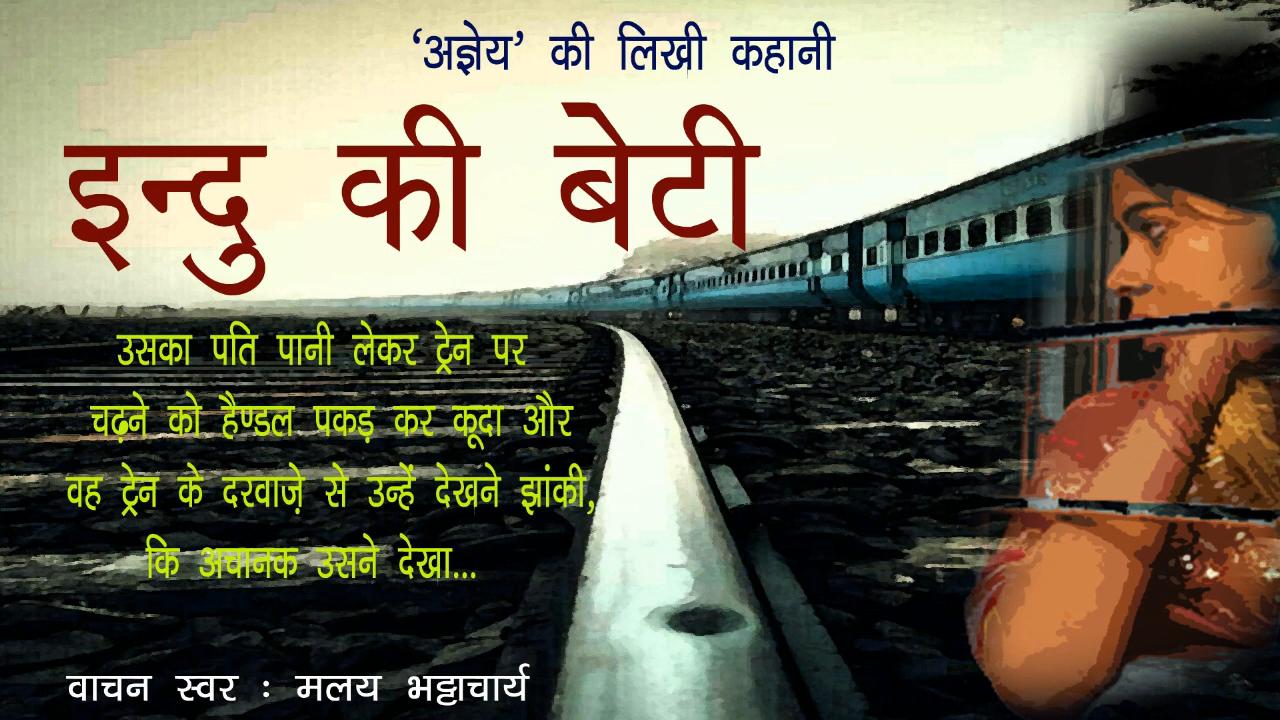 ‘अज्ञेय’ की लिखी कहानी
इन्दु की बेटी
उसका पति पानी लेकर ट्रेन पर
चढ़ने को हैण्डल पकड़ कर कूदा और
वह ट्रेन के दरवाज़े से उन्हें देखने झांकी,
कि अचानक उसने देखा...
वाचन स्वर : मलय भट्टाचार्य